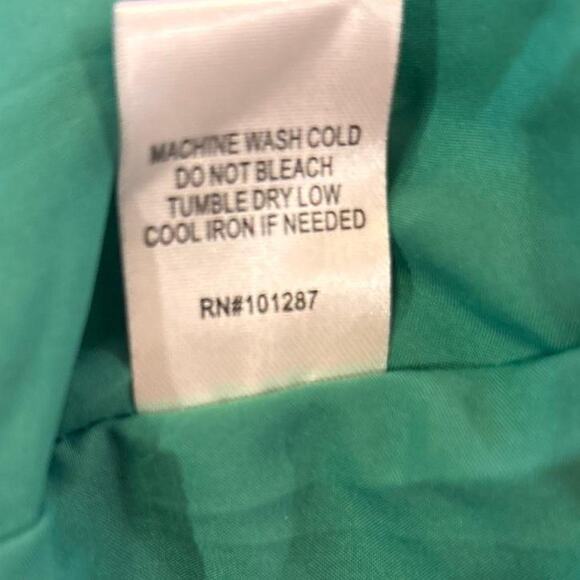 MACHINE WASH COLD
DO NOT BLEACH
TUMBLE DRY LOW
COOL IRON IF NEEDED
RN#101287